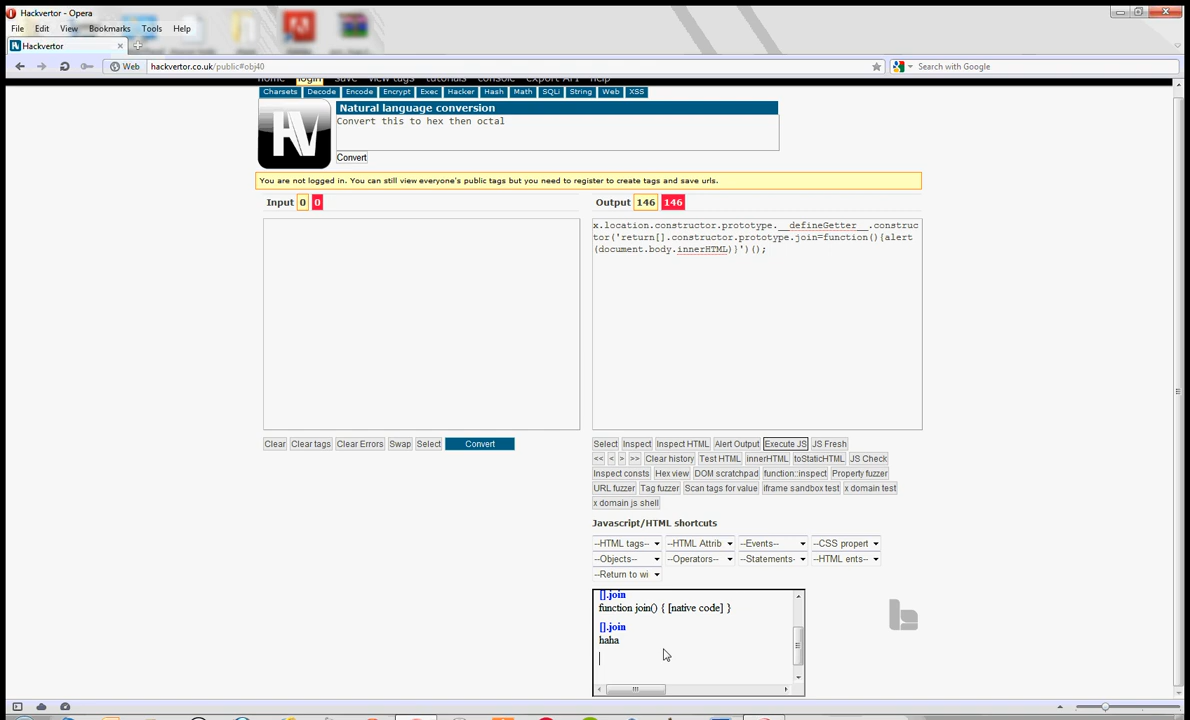 Hackvertor - Opera
File Edit View Bookmarks Tools Help
Hackvertor
Web hackvertor.co.uk/public#obj40 Search with Google
home login save view tags tutorials console export API help
Charsets Decode Encode Encrypt Exec Hacker Hash Math SQLi String Web XSS
HV
Natural language conversion
Convert this to hex then octal
Convert
You are not logged in. You can still view everyone's public tags but you need to register to create tags and save urls.
Input 0 0
Output 146 146
x.location.constructor.prototype.__defineGetter__.construc
tor('return[].constructor.prototype.join=function(){alert
(document.body.innerHTML)}')();
Clear Clear tags Clear Errors Swap Select Convert
Select Inspect Inspect HTML Alert Output Execute JS JS Fresh
<< < > >> Clear history Test HTML innerHTML toStaticHTML JS Check
Inspect consts Hex view DOM scratchpad function::inspect Property fuzzer
URL fuzzer Tag fuzzer Scan tags for value iframe sandbox test x domain test
x domain js shell
Javascript/HTML shortcuts
--HTML tags-- --HTML Attrib --Events-- --CSS propert
--Objects-- --Operators-- --Statements- --HTML ents--
--Return to wi
[].join
function join() { [native code] }
[].join
haha